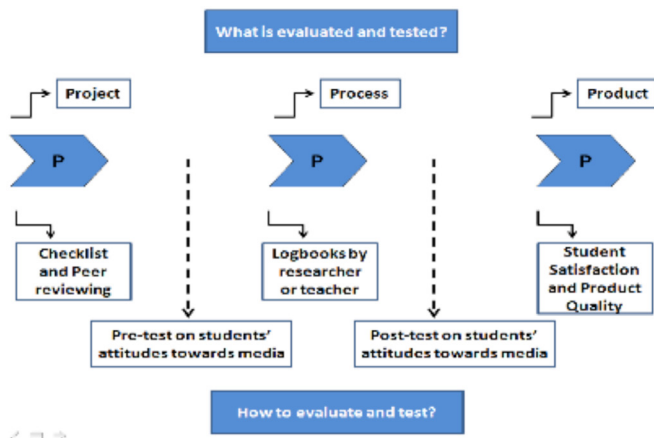 What is evaluated and tested?
Project
Process
Product
P
P
P
Checklist
and Peer
reviewing
Logbooks by
researcher
or teacher
Student
Satisfaction
and Product
Quality
Pre-test on students'
attitudes towards media
Post-test on students'
attitudes towards media
How to evaluate and test?